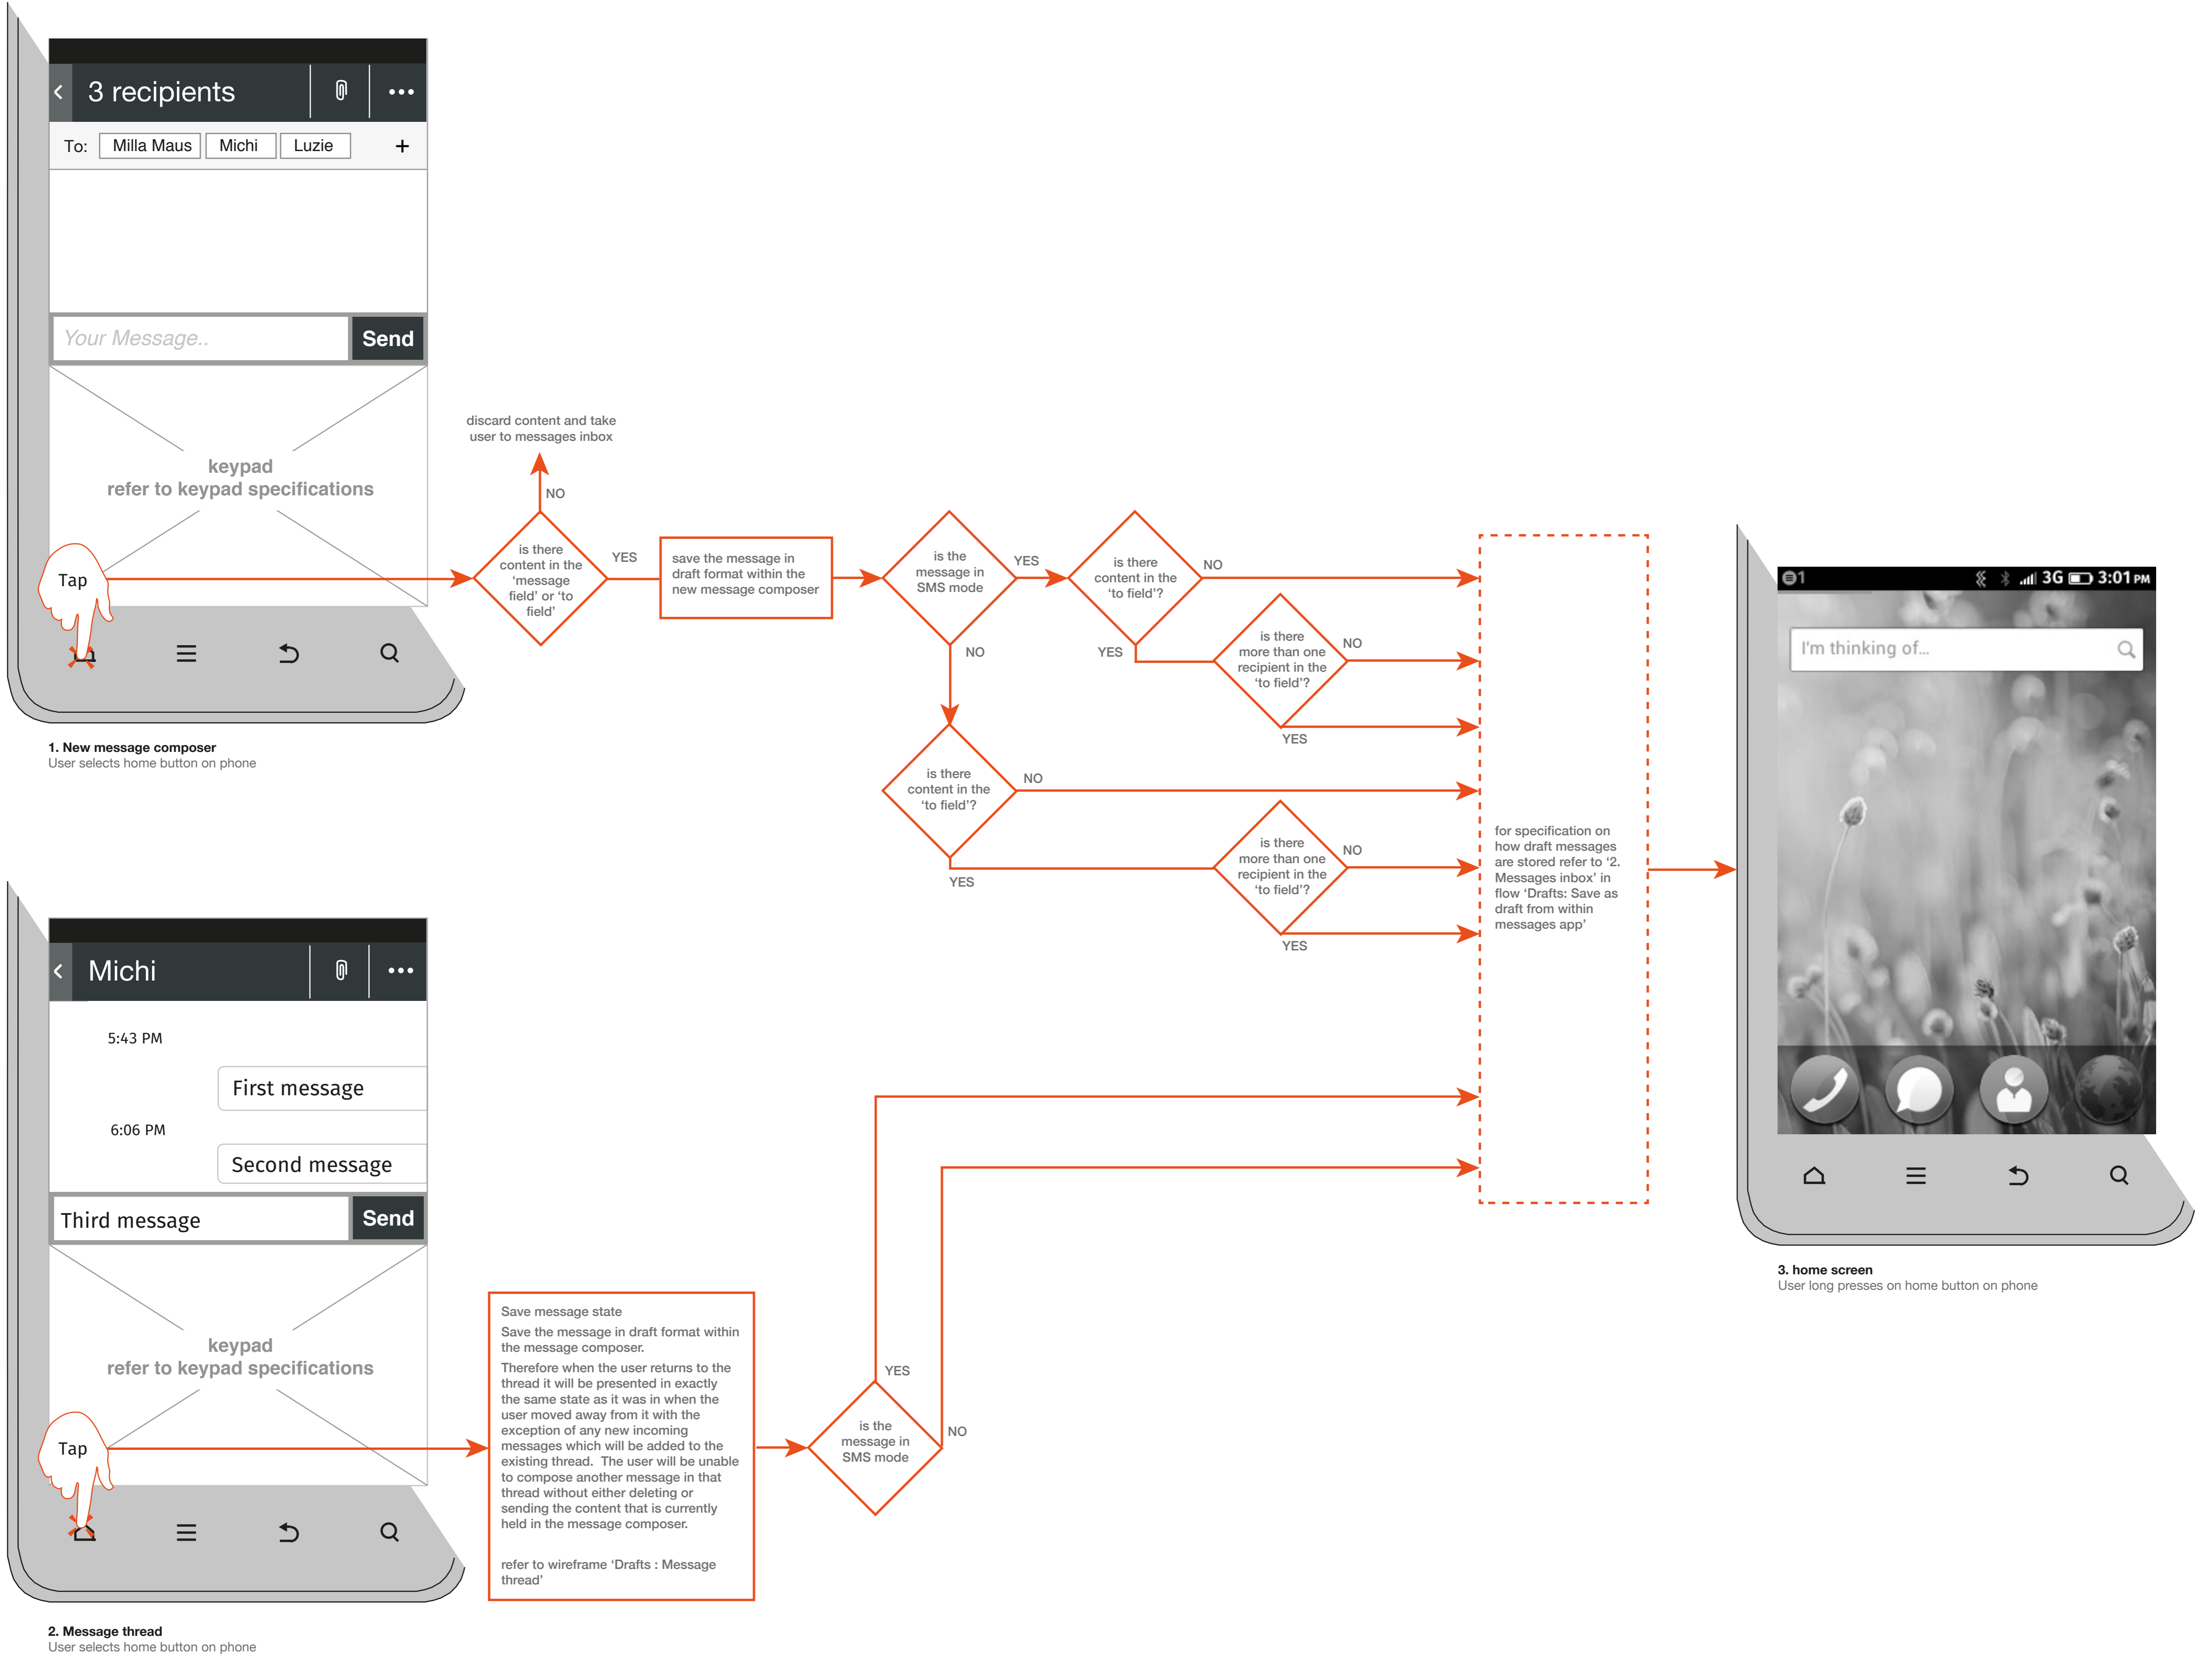 3 recipients
To: Milla Maus Michi Luzie +
Your Message.. Send
keypad
refer to keypad specifications
Tap
1. New message composer
User selects home button on phone
discard content and take
user to messages inbox
NO
is there
content in the
‘message
field’ or ‘to
field’
YES
save the message in
draft format within the
new message composer
is the
message in
SMS mode
YES
is there
content in the
‘to field’?
NO
YES
is there
more than one
recipient in the
‘to field’?
NO
YES
NO
is there
content in the
‘to field’?
NO
YES
is there
more than one
recipient in the
‘to field’?
NO
YES
for specification on
how draft messages
are stored refer to ‘2.
Messages inbox’ in
flow ‘Drafts: Save as
draft from within
messages app’
1 3G 3:01 PM
I'm thinking of...
3. home screen
User long presses on home button on phone
Michi
5:43 PM
First message
6:06 PM
Second message
Third message Send
keypad
refer to keypad specifications
Tap
2. Message thread
User selects home button on phone
Save message state
Save the message in draft format within
the message composer.
Therefore when the user returns to the
thread it will be presented in exactly
the same state as it was in when the
user moved away from it with the
exception of any new incoming
messages which will be added to the
existing thread. The user will be unable
to compose another message in that
thread without either deleting or
sending the content that is currently
held in the message composer.
refer to wireframe ‘Drafts : Message
thread’
is the
message in
SMS mode
YES
NO